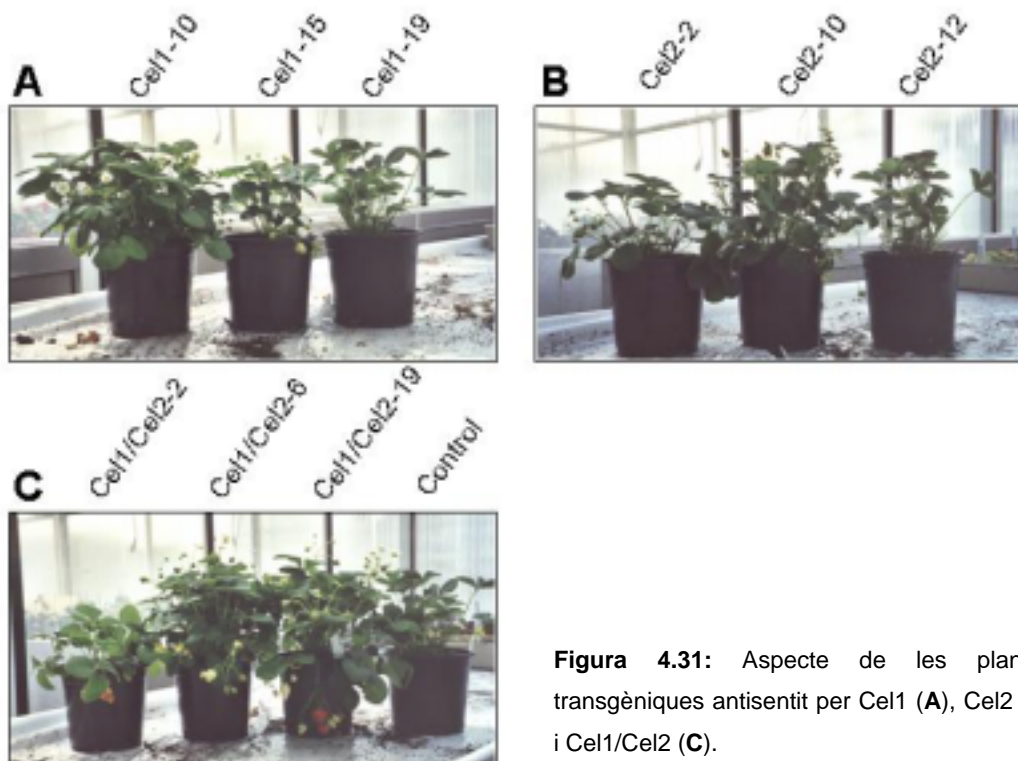 A
Cel1-10
Cel1-15
Cel1-19
B
Cel2-2
Cel2-10
Cel2-12
C
Cel1/Cel2-2
Cel1/Cel2-6
Cel1/Cel2-19
Control
Figura 4.31: Aspecte de les plan
transgèniques antisentit per Cel1 (A), Cel2
i Cel1/Cel2 (C).